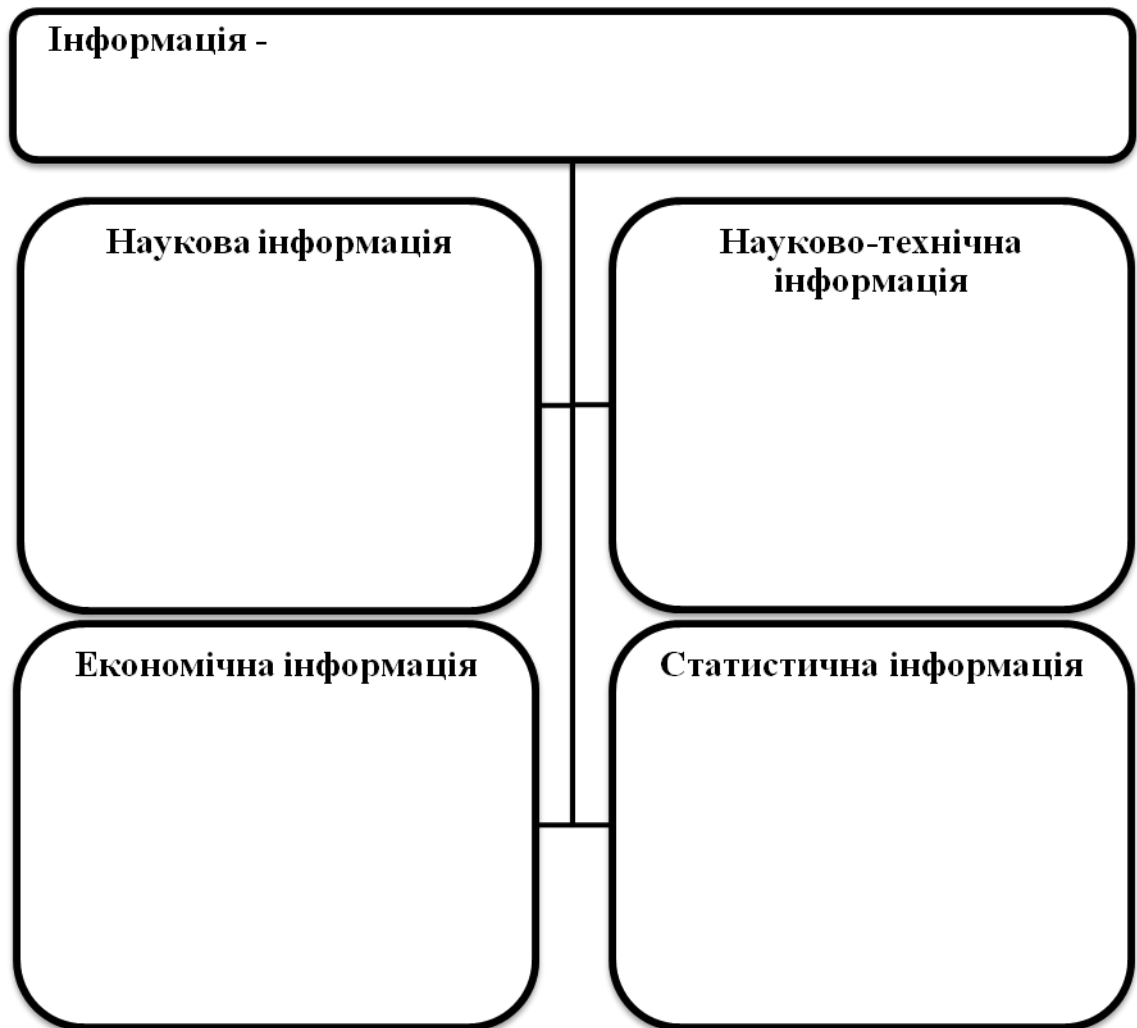 Інформація -
Наукова інформація
Науково-технічна
інформація
Економічна інформація
Статистична інформація